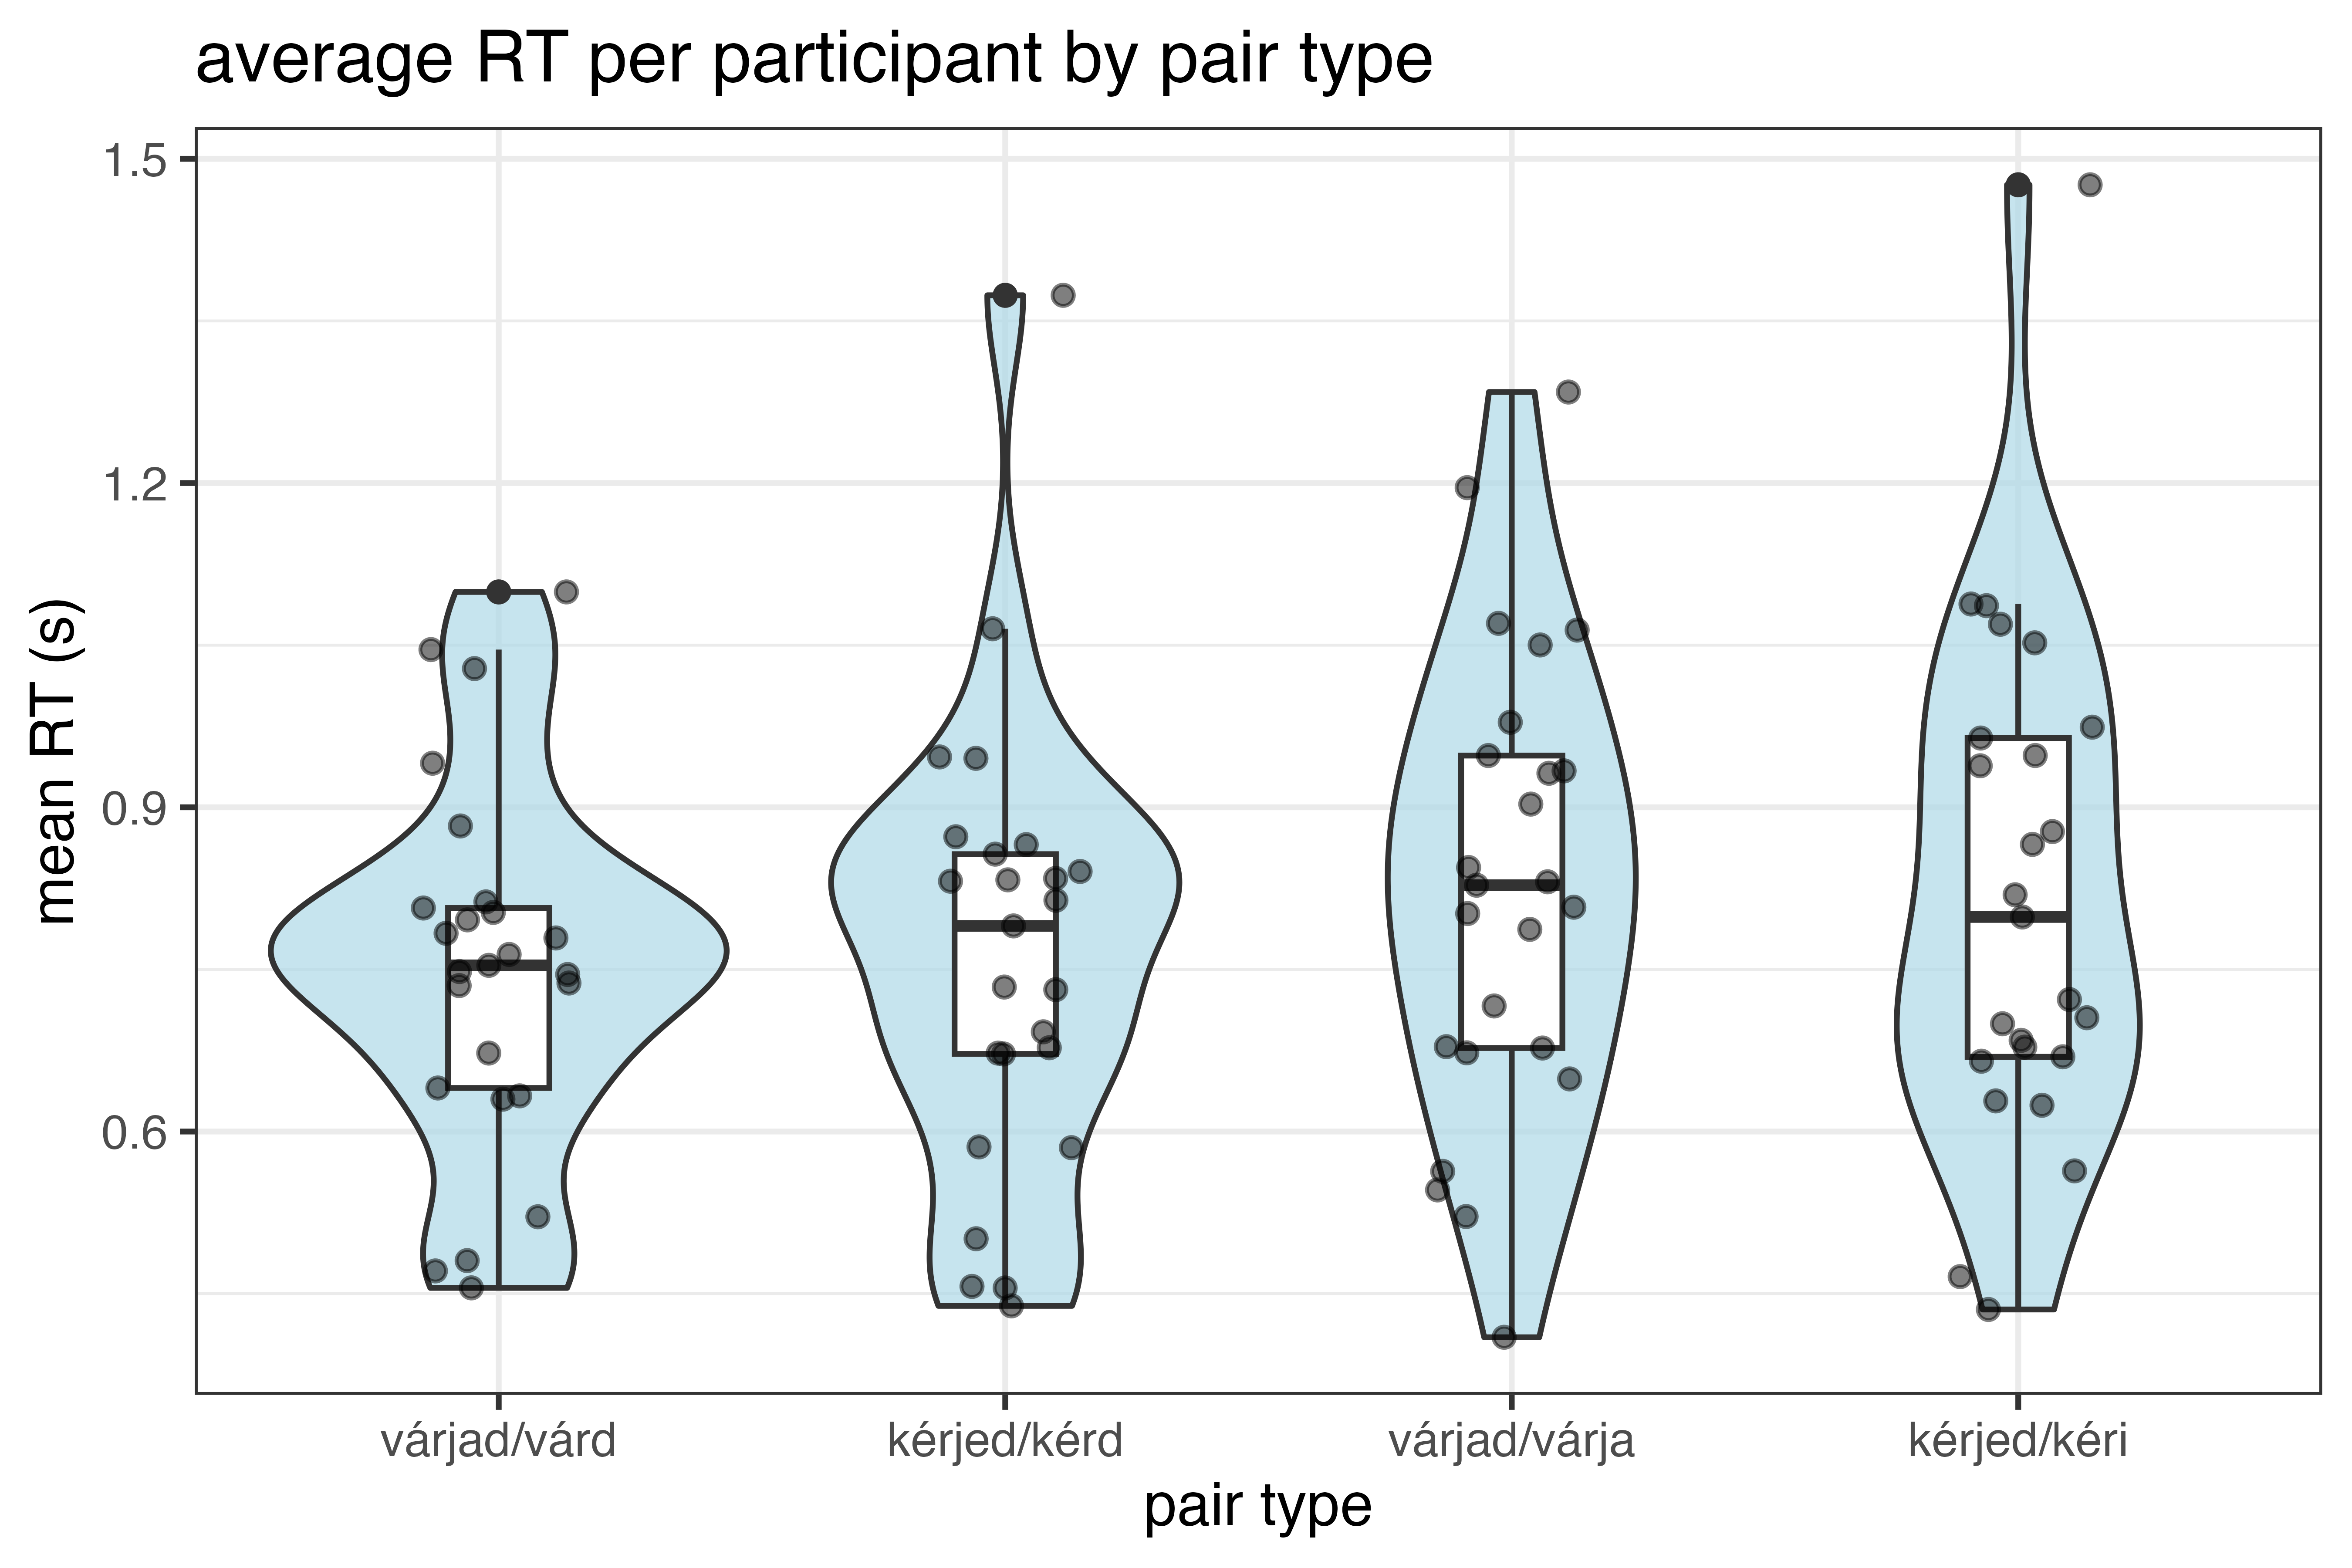 average RT per participant by pair type
1.5
1.2
0.9
0.6
mean RT (s)
várjad/várd
kérjed/kérd
várjad/várja
kérjed/kéri
pair type